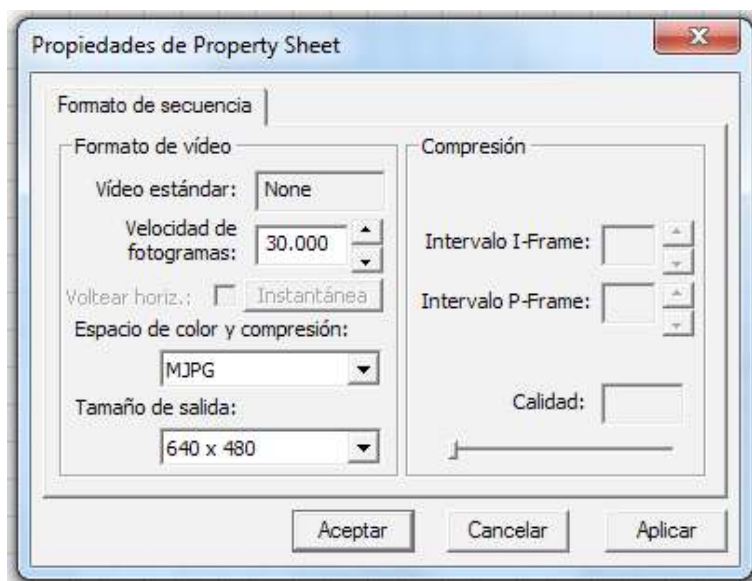 Propiedades de Property Sheet
Formato de secuencia
Formato de vídeo
Vídeo estándar: None
Velocidad de
fotogramas: 30.000
Voltear horiz.: Instantánea
Espacio de color y compresión:
MJPG
Tamaño de salida:
640 x 480
Compresión
Intervalo I-Frame:
Intervalo P-Frame:
Calidad:
Aceptar
Cancelar
Aplicar